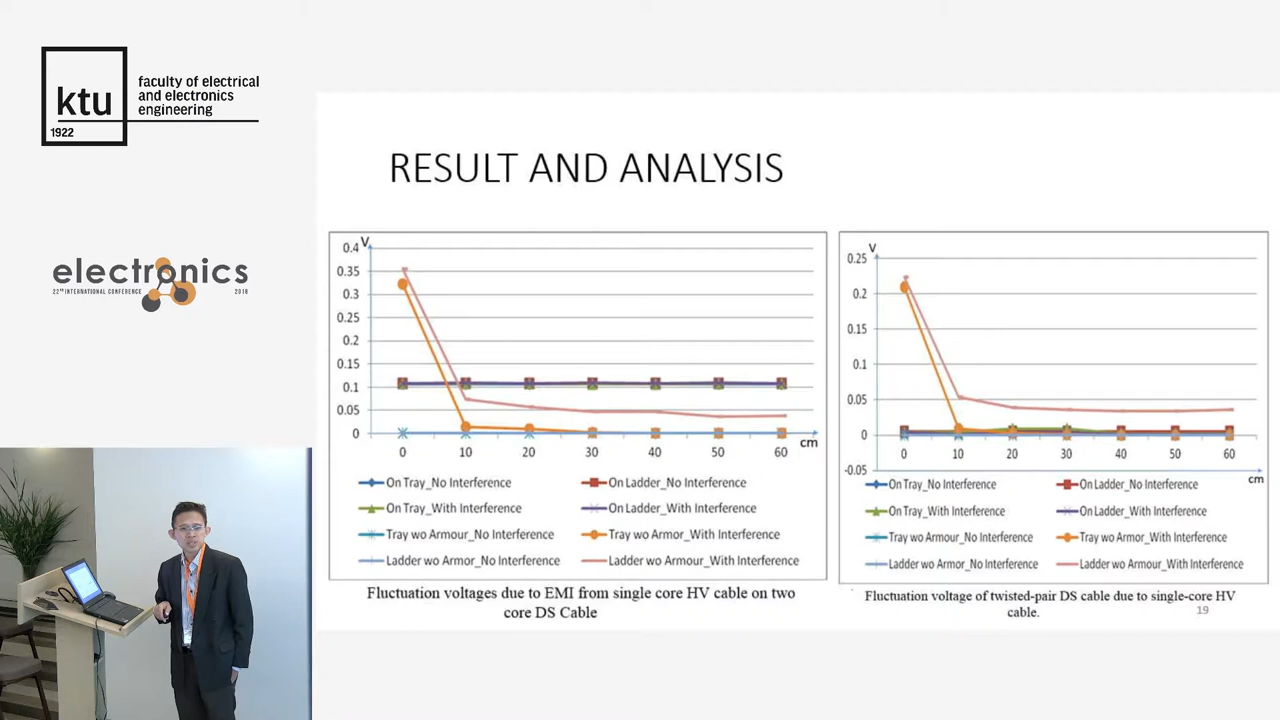 ktu
1922
faculty of electrical
and electronics
engineering
electronics
22ND INTERNATIONAL CONFERENCE 2018
RESULT AND ANALYSIS
V
0.4
0.35
0.3
0.25
0.2
0.15
0.1
0.05
0
cm
0 10 20 30 40 50 60
On Tray_No Interference
On Ladder_No Interference
On Tray_With Interference
On Ladder_With Interference
Tray wo Armour_No Interference
Tray wo Armor_With Interference
Ladder wo Armor_No Interference
Ladder wo Armour_With Interference
Fluctuation voltages due to EMI from single core HV cable on two
core DS Cable
V
0.25
0.2
0.15
0.1
0.05
0
-0.05
0 10 20 30 40 50 60
cm
On Tray_No Interference
On Ladder_No Interference
On Tray_With Interference
On Ladder_With Interference
Tray wo Armour_No Interference
Tray wo Armor_With Interference
Ladder wo Armor_No Interference
Ladder wo Armour_With Interference
Fluctuation voltage of twisted-pair DS cable due to single-core HV
cable.
19